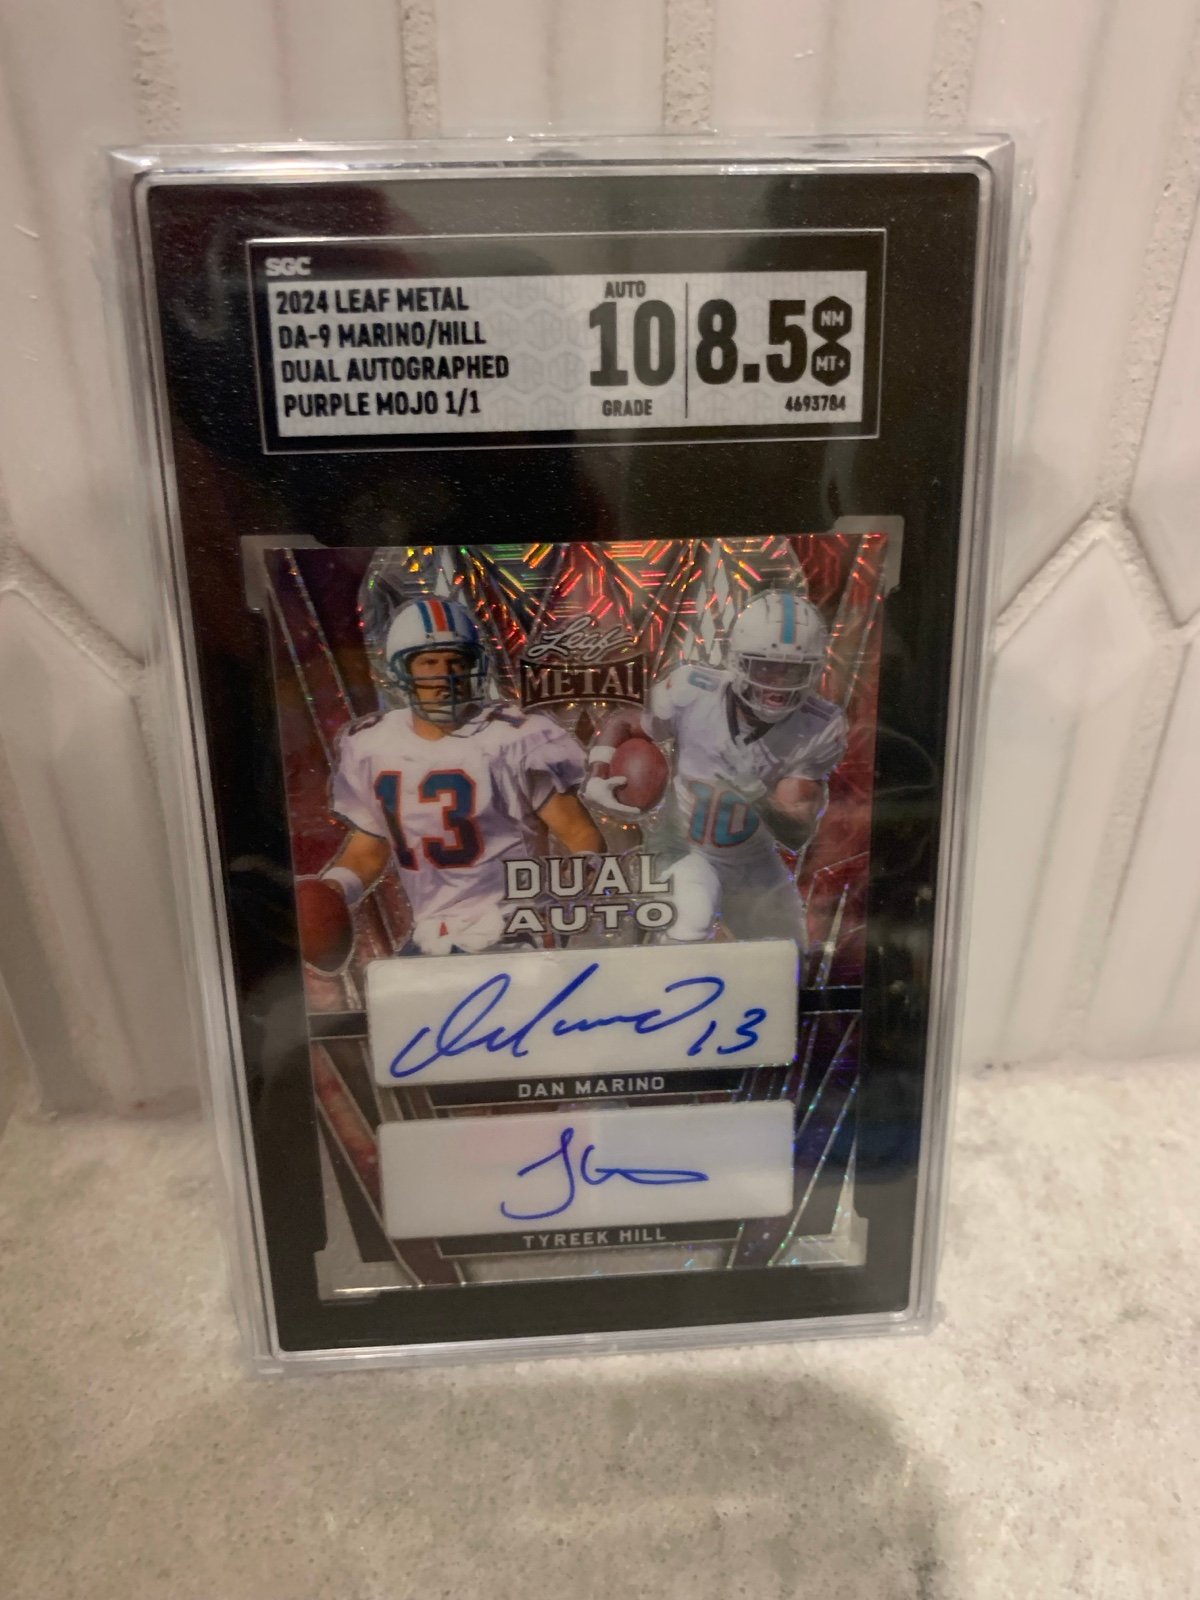 SGC
2024 LEAF METAL
DA-9 MARINO/HILL
DUAL AUTOGRAPHED
PURPLE MOJO 1/1
AUTO
10
GRADE
8.5
NM
MT+
4693784
Leaf
METAL
13
10
10
DUAL
AUTO
13
DAN MARINO
TYREEK HILL